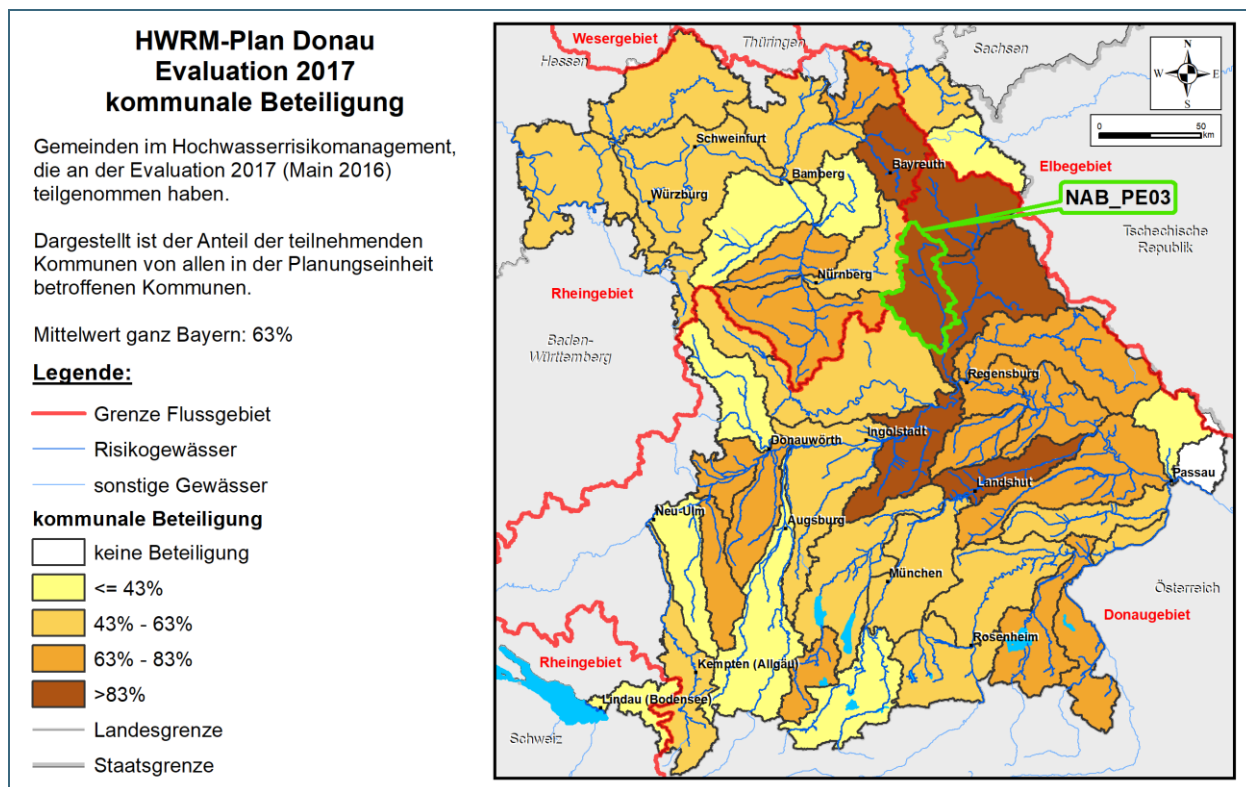 HWRM-Plan Donau
Evaluation 2017
kommunale Beteiligung
Gemeinden im Hochwasserrisikomanagement,
die an der Evaluation 2017 (Main 2016)
teilgenommen haben.
Dargestellt ist der Anteil der teilnehmenden
Kommunen von allen in der Planungseinheit
betroffenen Kommunen.
Mittelwert ganz Bayern: 63%
Legende:
Grenze Flussgebiet
Risikogewässer
sonstige Gewässer
kommunale Beteiligung
keine Beteiligung
<= 43%
43% - 63%
63% - 83%
>83%
Landesgrenze
Staatsgrenze
Wesergebiet
Thüringen
Sachsen
Hessen
N
W
E
S
0
50
km
Schweinfurt
Elbegebiet
Bayreuth
Bamberg
Würzburg
NAB_PE03
Tschechische
Republik
Nürnberg
Rheingebiet
Baden-
Württemberg
Regensburg
Ingolstadt
Donauwörth
Passau
Landshut
Neu-Ulm
Augsburg
München
Österreich
Donaugebiet
Rosenheim
Rheingebiet
Kempten (Allgäu)
Lindau (Bodensee)
Schweiz